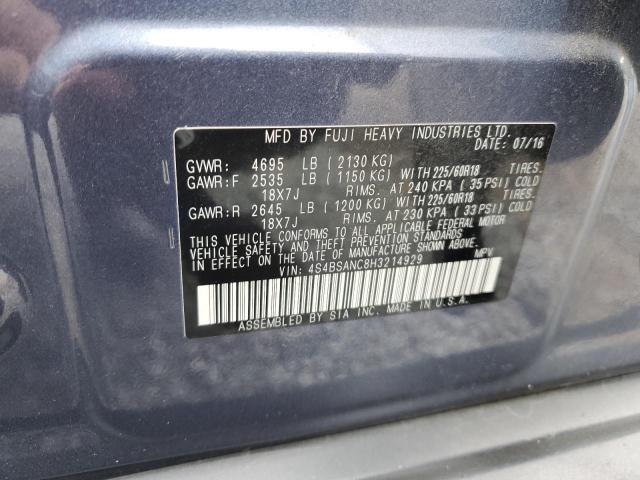 MFD BY FUJI HEAVY INDUSTRIES LTD.
DATE: 07/16
GVWR: 4695 LB (2130 KG)
GAWR:F 2535 LB (1150 KG) WITH 225/60R18 TIRES.
18X7J RIMS. AT 240 KPA (35 PSI) COLD
GAWR:R 2645 LB (1200 KG) WITH 225/60R18 TIRES.
18X7J RIMS. AT 230 KPA (33 PSI) COLD
THIS VEHICLE CONFORMS TO ALL APPLICABLE FEDERAL MOTOR
VEHICLE SAFETY, BUMPER, AND THEFT PREVENTION STANDARDS
IN EFFECT ON THE DATE OF MANUFACTURE SHOWN ABOVE.
VIN: 4S4BSANC8H3214929 MPV
ASSEMBLED BY SIA INC. MADE IN U.S.A.